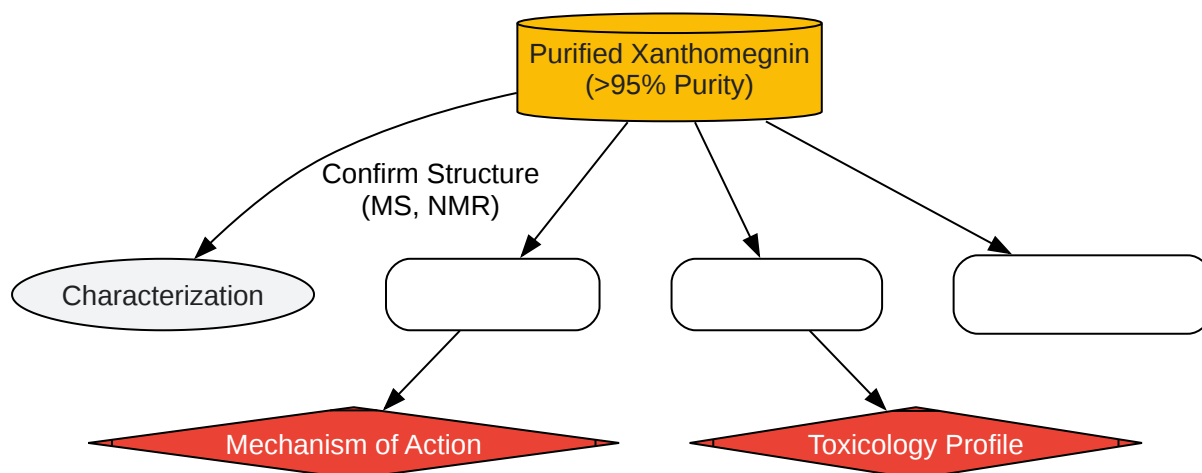 Purified Xanthomegnin
(>95% Purity)
Confirm Structure
(MS, NMR)
Characterization
Mechanism of Action
Toxicology Profile